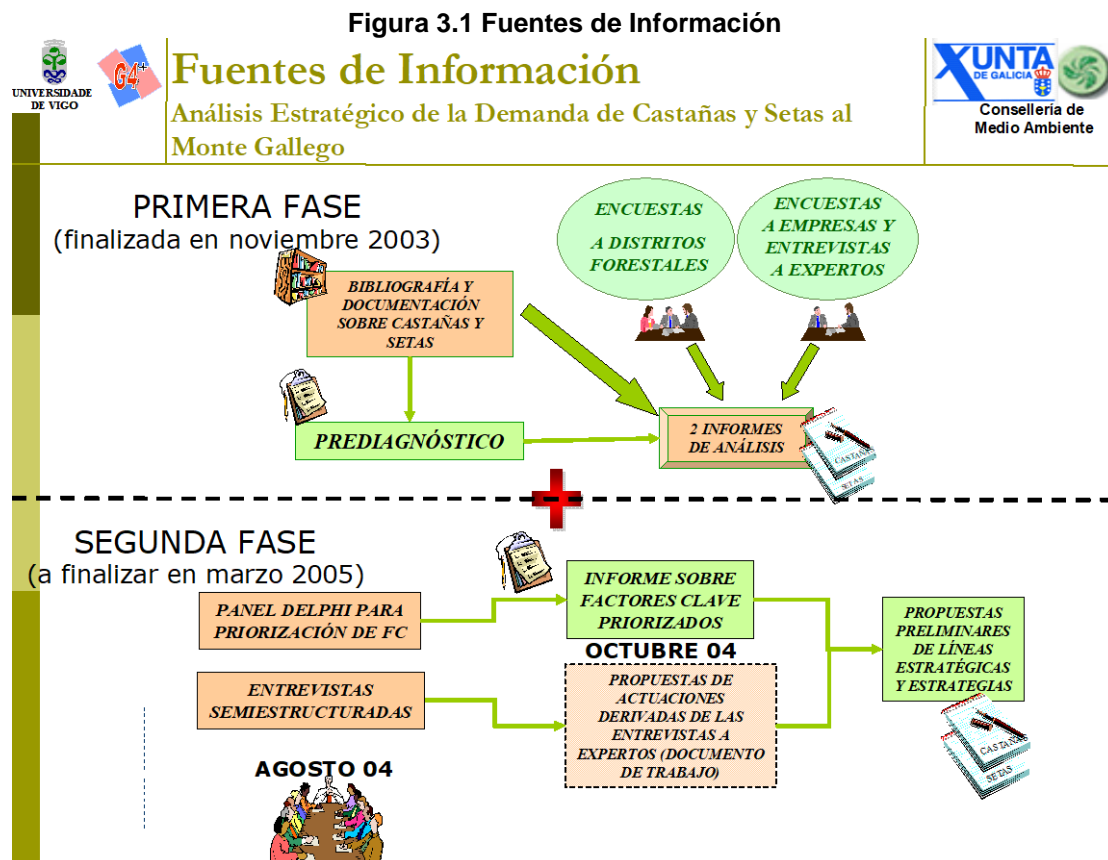 Figura 3.1 Fuentes de Información
UNIVERSIDADE
DE VIGO
G4+
Fuentes de Información
Análisis Estratégico de la Demanda de Castañas y Setas al
Monte Gallego
XUNTA
DE GALICIA
Consellería de
Medio Ambiente
PRIMERA FASE
(finalizada en noviembre 2003)
ENCUESTAS
A DISTRITOS
FORESTALES
ENCUESTAS
A EMPRESAS Y
ENTREVISTAS
A EXPERTOS
BIBLIOGRAFÍA Y
DOCUMENTACIÓN
SOBRE CASTAÑAS Y
SETAS
PREDIAGNÓSTICO
2 INFORMES
DE ANÁLISIS
CASTAÑAS
SETAS
SEGUNDA FASE
(a finalizar en marzo 2005)
PANEL DELPHI PARA
PRIORIZACIÓN DE FC
INFORME SOBRE
FACTORES CLAVE
PRIORIZADOS
OCTUBRE 04
PROPUESTAS
PRELIMINARES
DE LÍNEAS
ESTRATÉGICAS
Y ESTRATEGIAS
ENTREVISTAS
SEMIESTRUCTURADAS
PROPUESTAS DE
ACTUACIONES
DERIVADAS DE LAS
ENTREVISTAS A
EXPERTOS (DOCUMENTO
DE TRABAJO)
CASTAÑAS
SETAS
AGOSTO 04